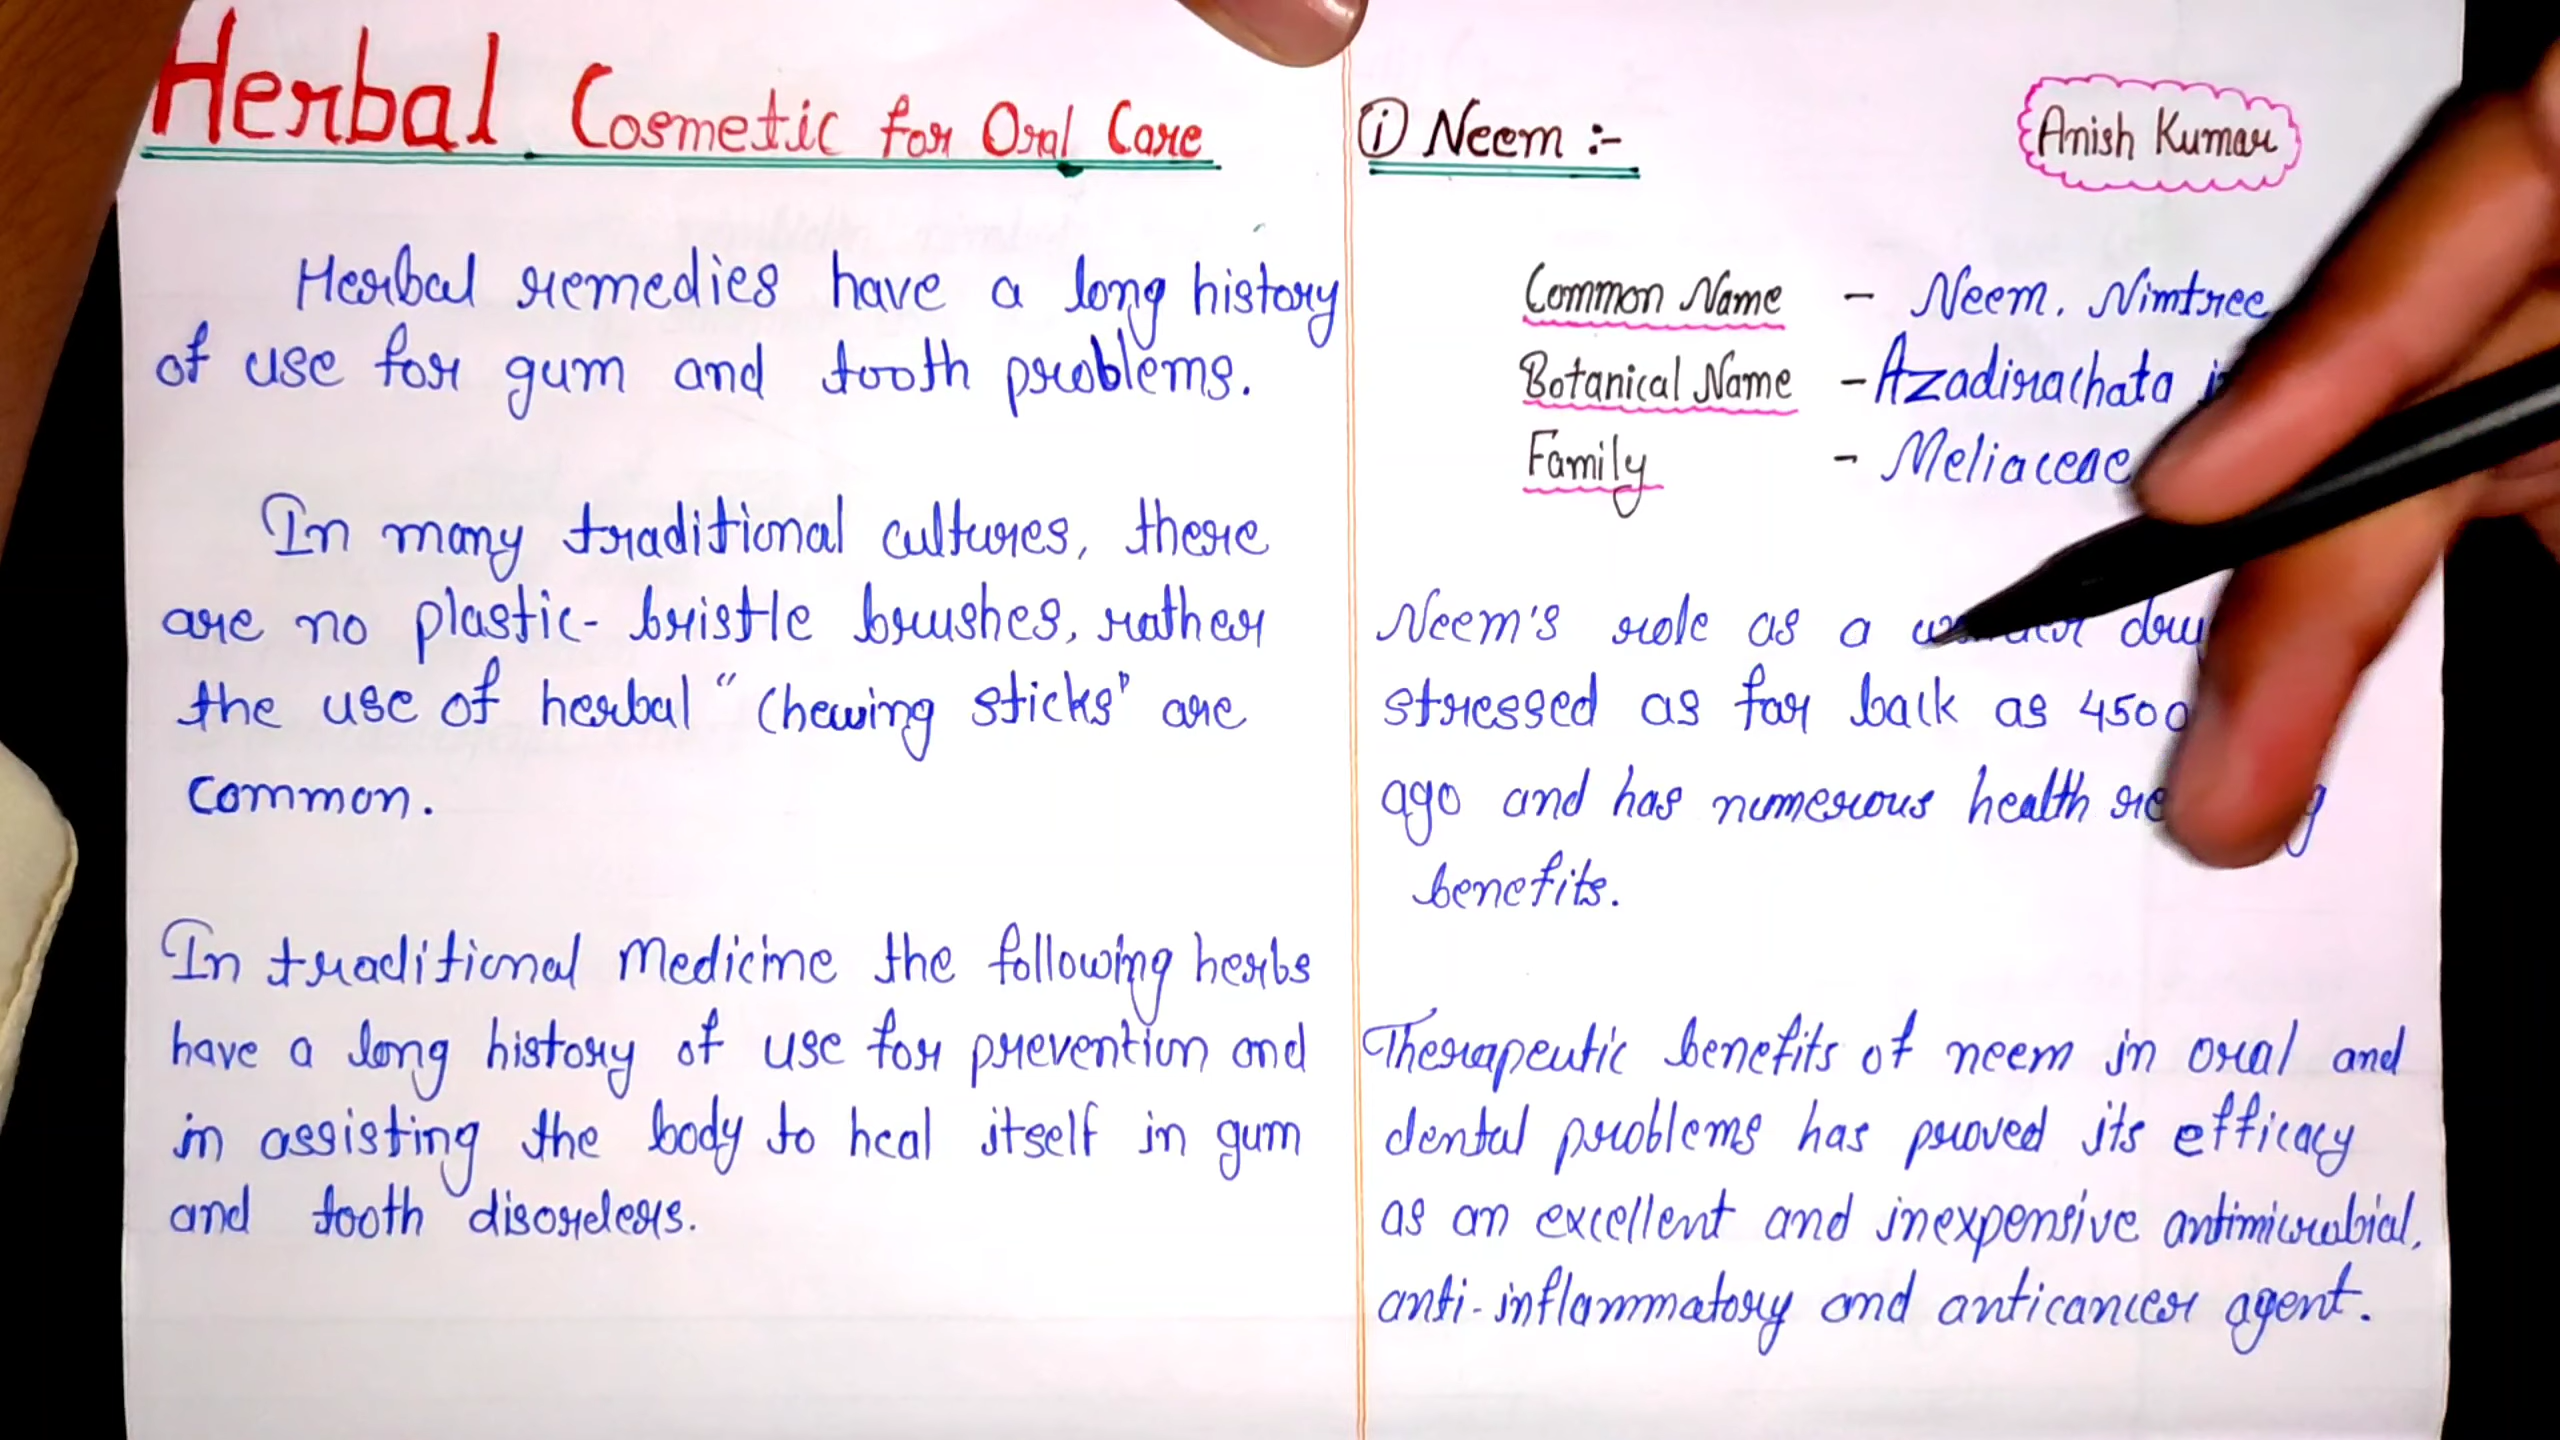 Herbal Cosmetic for Oral Care
Herbal remedies have a long history
of use for gum and tooth problems.
In many traditional cultures, there
are no plastic-bristle brushes, rather
the use of herbal "Chewing sticks" are
common.
In traditional Medicine the following herbs
have a long history of use for prevention and
in assisting the body to heal itself in gum
and tooth disorders.
i Neem :-
Anish Kumar
Common Name - Neem, Nimtree
Botanical Name - Azadirachata
Family - Meliaceae
Neem's role as a
stressed as far back as 4500
ago and has numerous health
benefits.
Therapeutic benefits of neem in oral and
dental problems has proved its efficacy
as an excellent and inexpensive antimicrobial,
anti-inflammatory and anticancer agent.